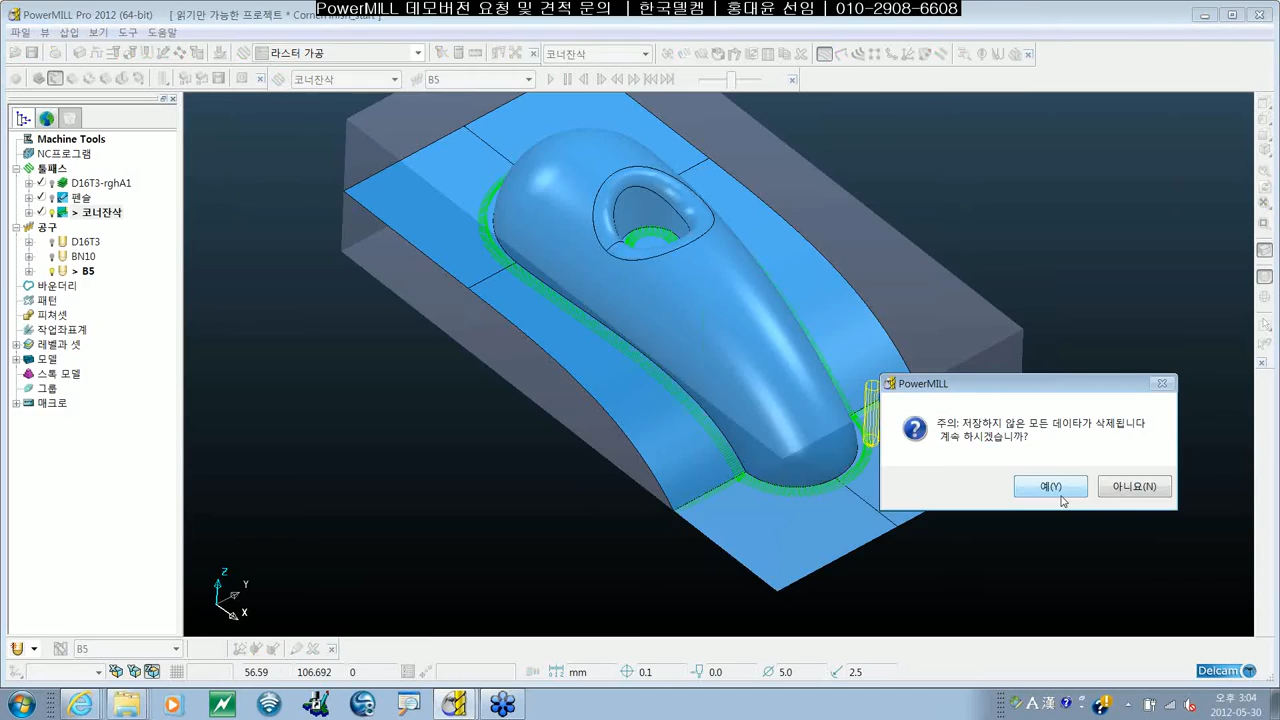 PowerMILL 데모버전 요청 및 견적 문의 | 한국델켐 | 홍대윤 선임 | 010-2908-6608
PowerMILL Pro 2012 (64-bit) [ 읽기만 가능한 프로젝트 * CornerFinish_start ]
파일 뷰 삽입 보기 도구 도움말
라스터 가공
코너잔삭
코너잔삭
B5
Machine Tools
NC프로그램
툴패스
D16T3-rghA1
펜슬
> 코너잔삭
공구
D16T3
BN10
> B5
바운더리
패턴
피쳐셋
작업좌표계
레벨과 셋
모델
스톡 모델
그룹
매크로
PowerMILL
주의: 저장하지 않은 모든 데이타가 삭제됩니다
계속 하시겠습니까?
예(Y)
아니요(N)
Z
Y
X
B5
56.59
106.692
0
mm
0.1
0.0
5.0
2.5
Delcam
A 漢
오후 3:04
2012-05-30